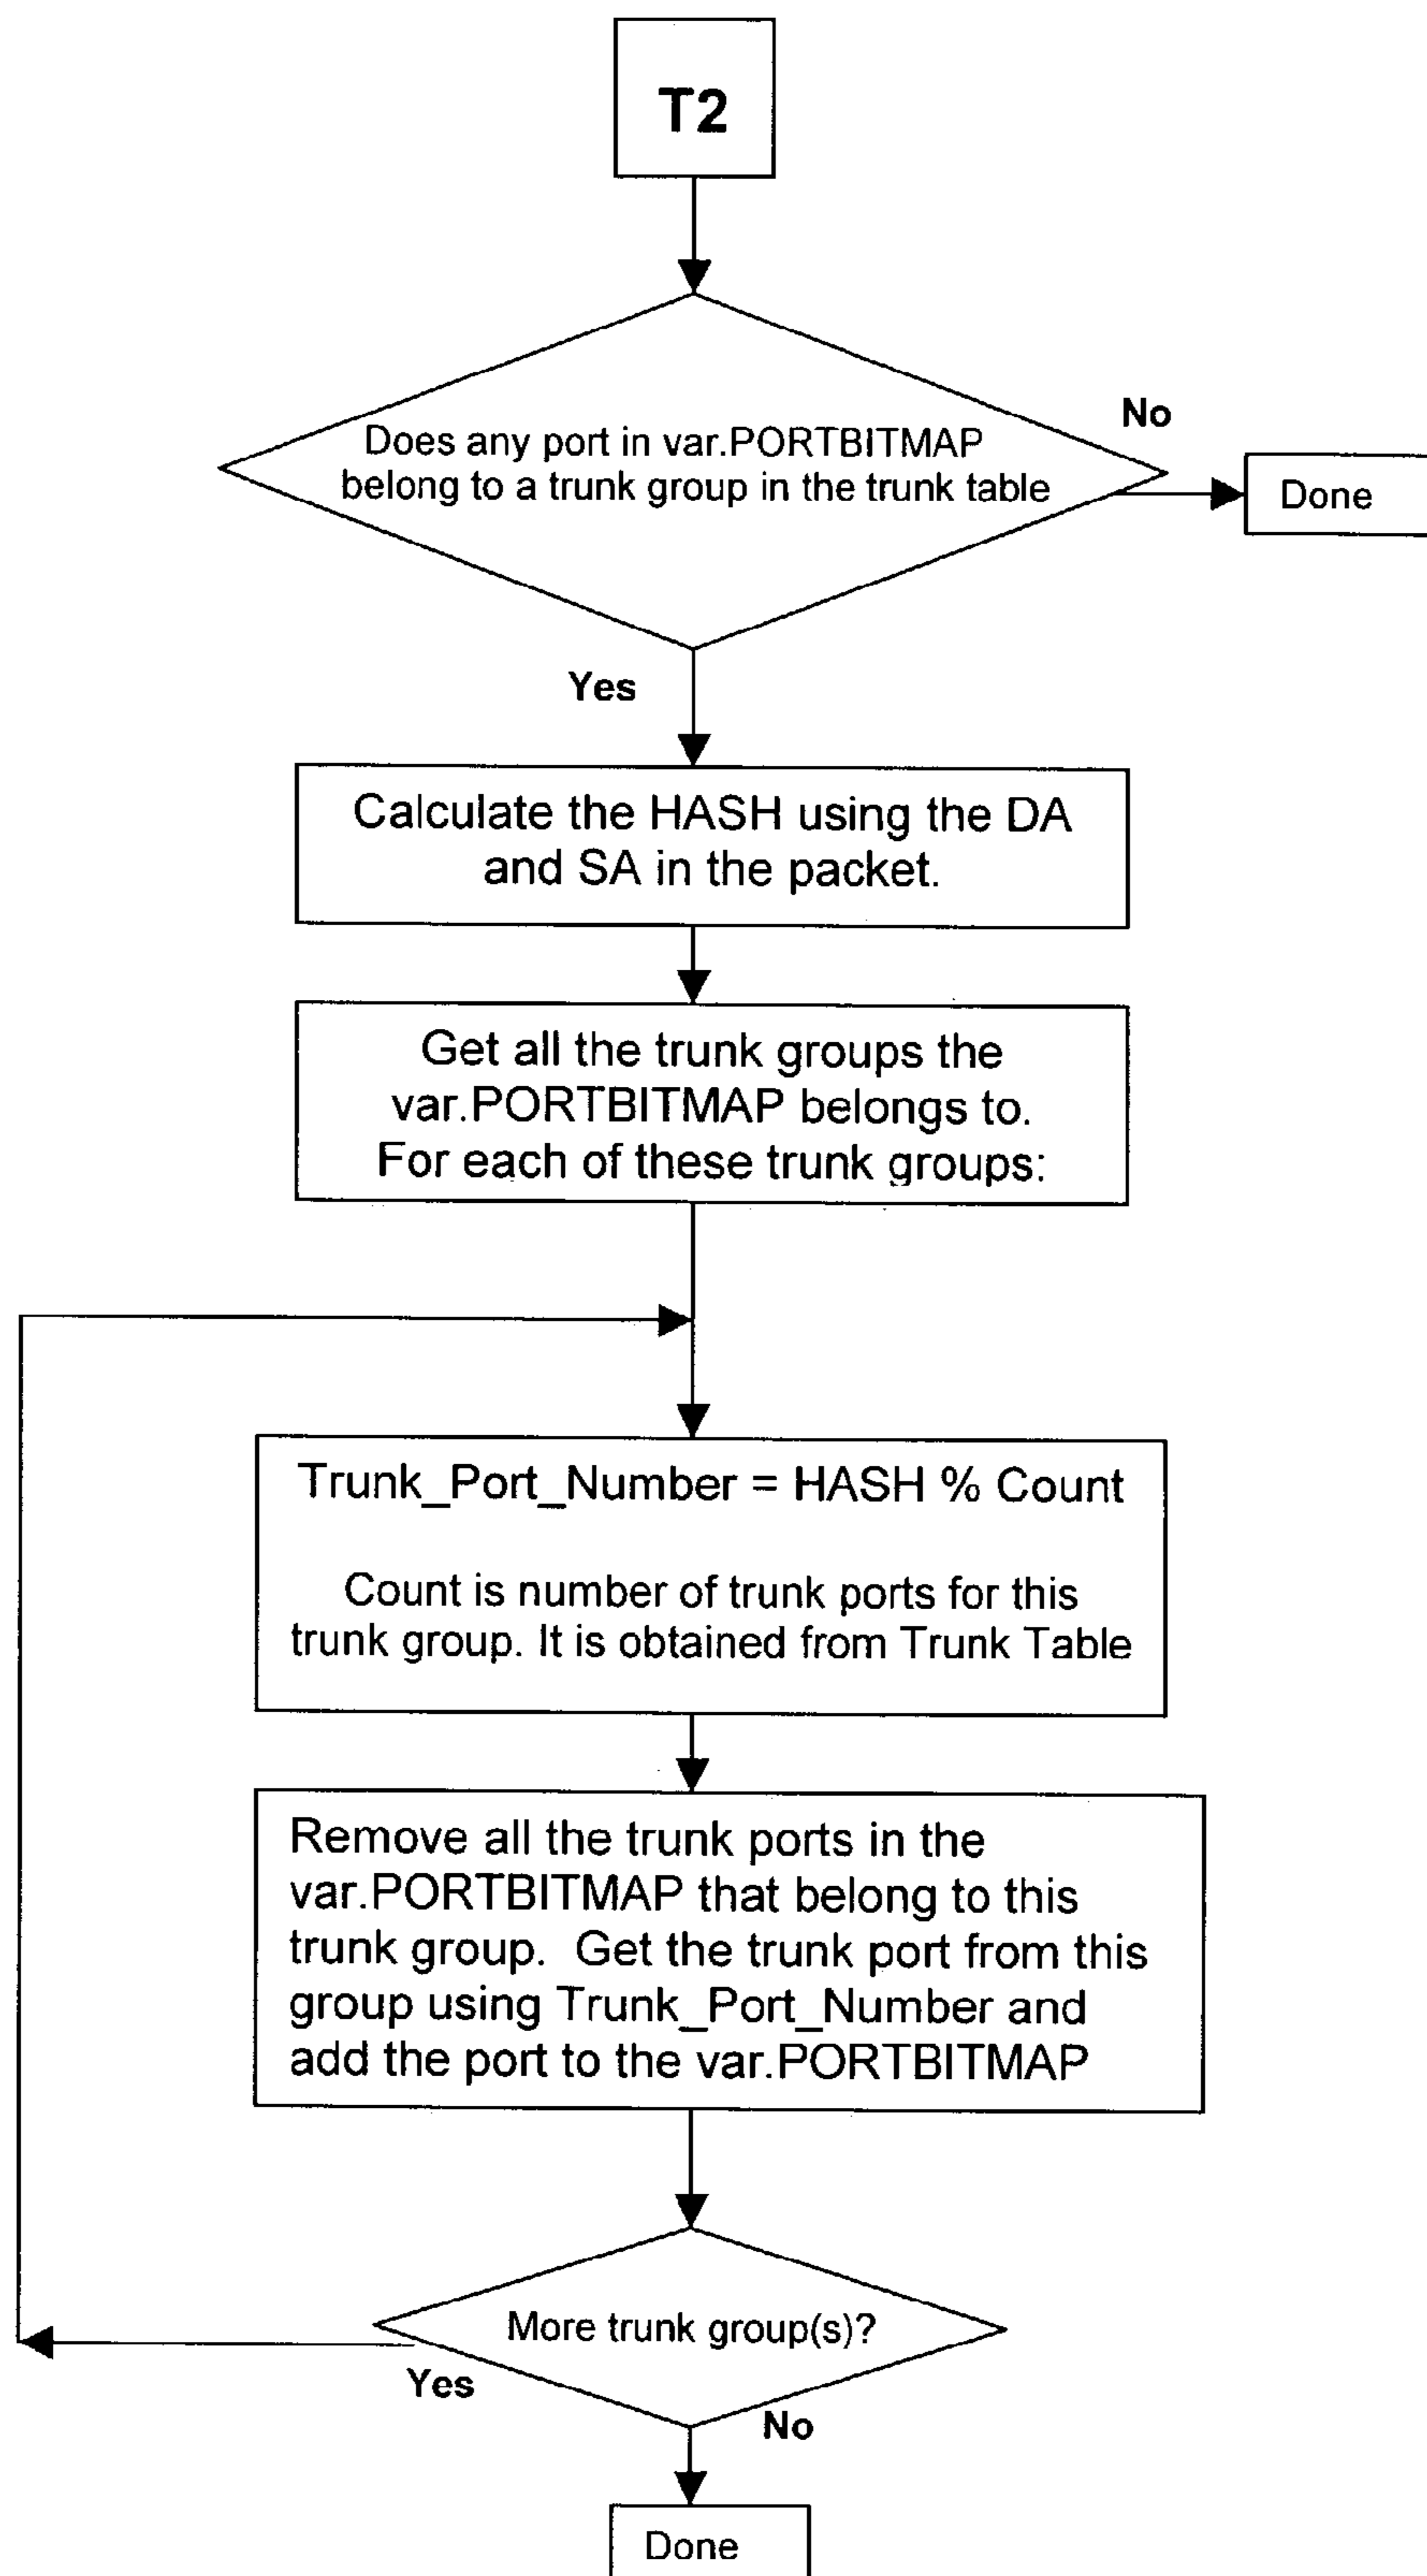 T2
Does any port in var.PORTBITMAP
belong to a trunk group in the trunk table
No
Done
Yes
Calculate the HASH using the DA
and SA in the packet.
Get all the trunk groups the
var.PORTBITMAP belongs to.
For each of these trunk groups:
Trunk_Port_Number = HASH % Count
Count is number of trunk ports for this
trunk group. It is obtained from Trunk Table
Remove all the trunk ports in the
var.PORTBITMAP that belong to this
trunk group. Get the trunk port from this
group using Trunk_Port_Number and
add the port to the var.PORTBITMAP
More trunk group(s)?
Yes
No
Done